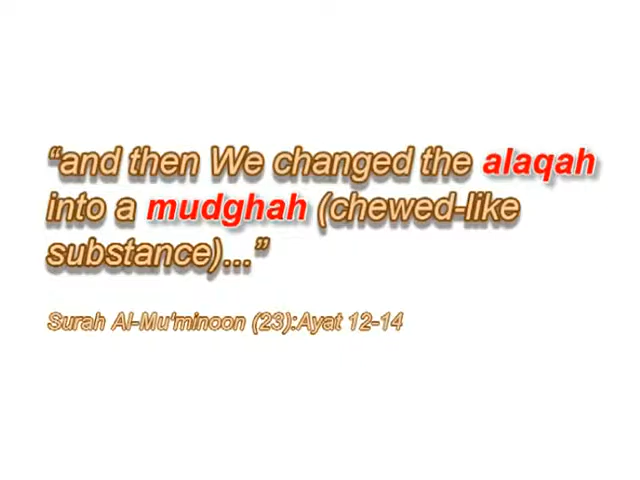 “and then We changed the alaqah
into a mudghah (chewed-like
substance)...”
Surah Al-Mu'minoon (23):Ayat 12-14